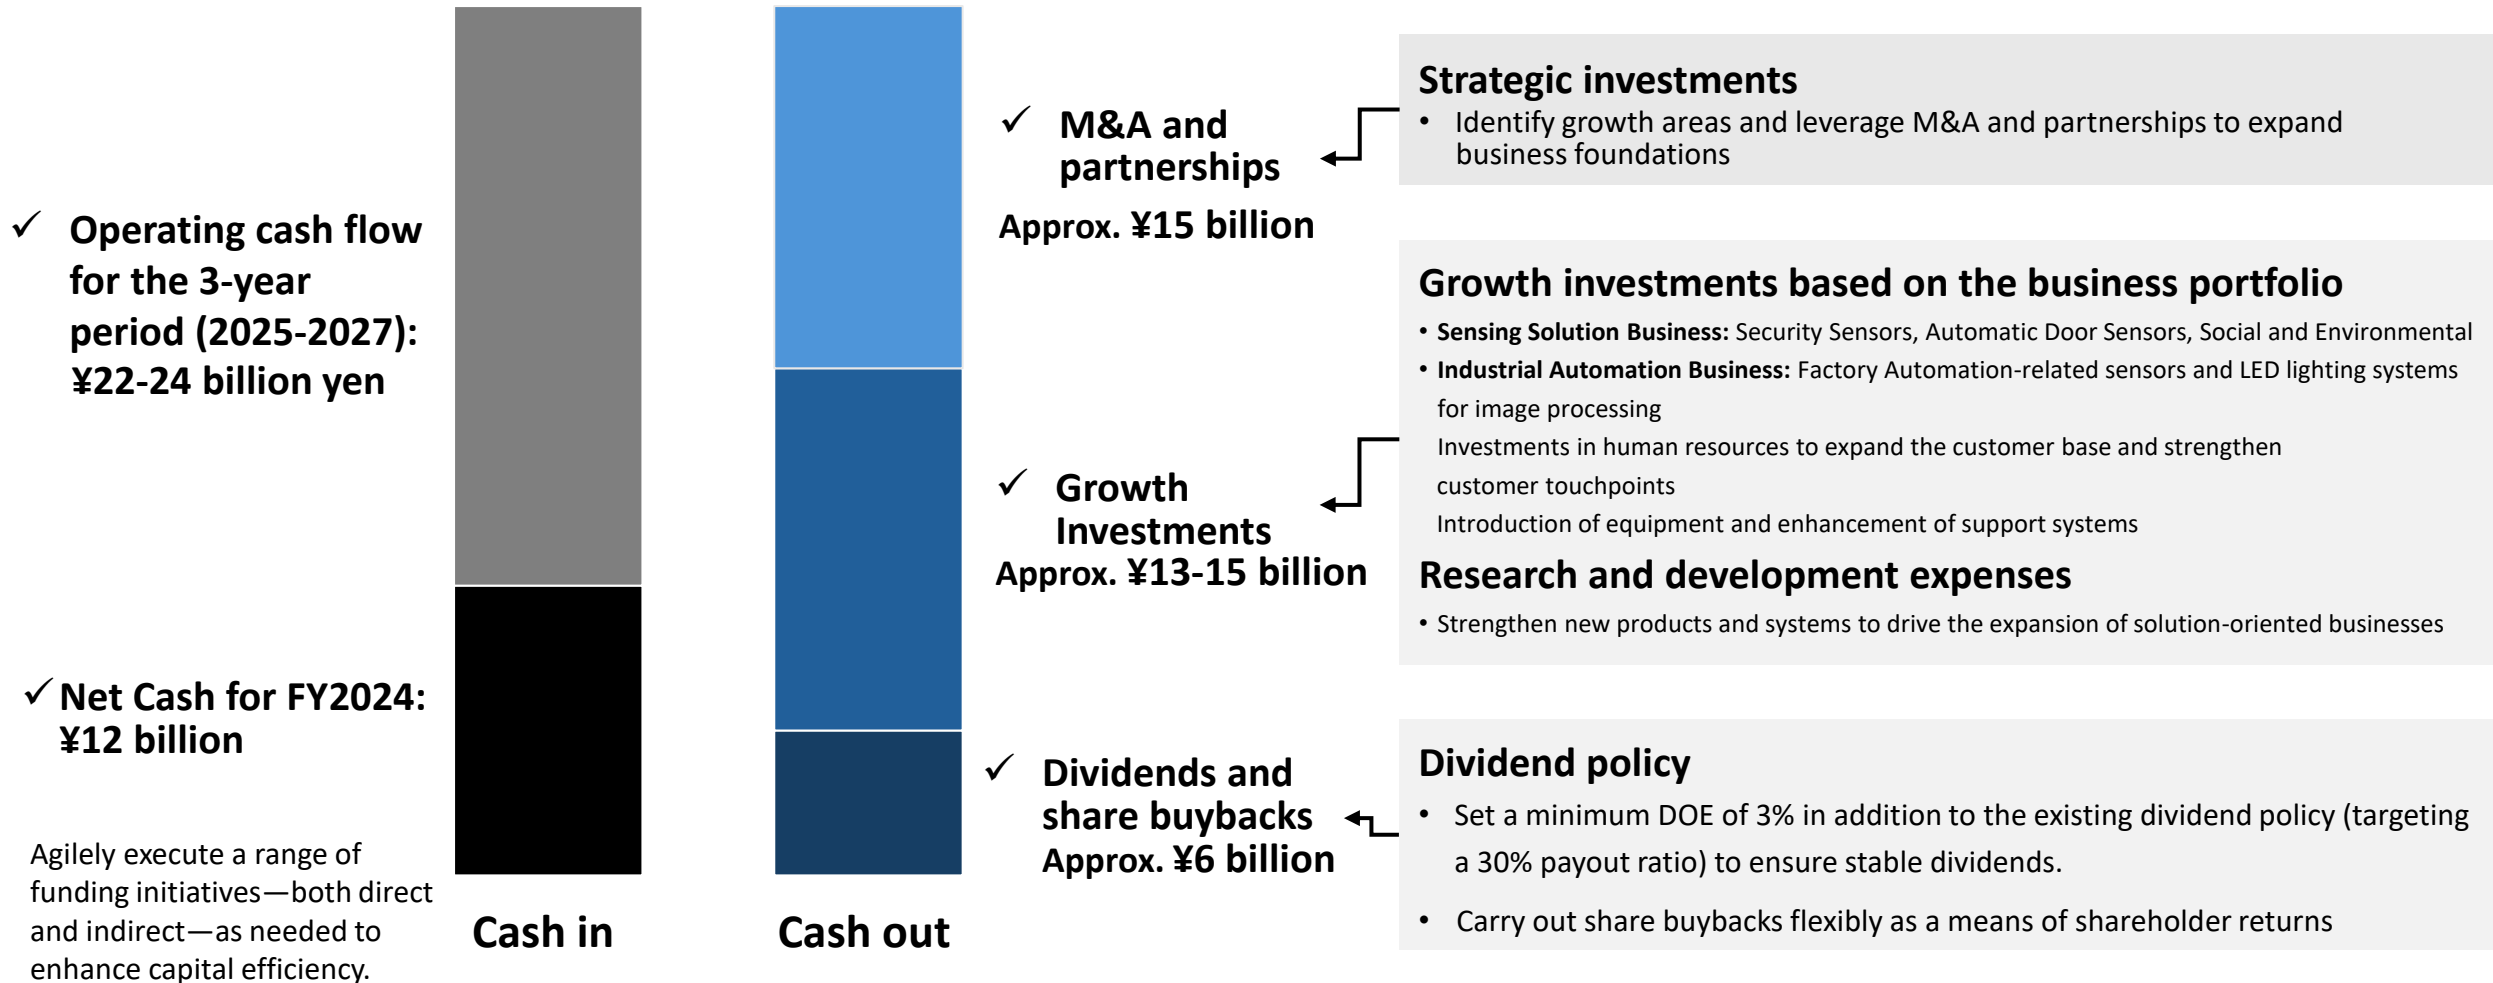 ✓ Operating cash flow
for the 3-year
period (2025-2027):
¥22-24 billion yen
✓ Net Cash for FY2024:
¥12 billion
Agilely execute a range of
funding initiatives—both direct
and indirect—as needed to
enhance capital efficiency.
Cash in
Cash out
✓ M&A and
partnerships
Approx. ¥15 billion
✓ Growth
Investments
Approx. ¥13-15 billion
✓ Dividends and
share buybacks
Approx. ¥6 billion
Strategic investments
• Identify growth areas and leverage M&A and partnerships to expand
business foundations
Growth investments based on the business portfolio
• Sensing Solution Business: Security Sensors, Automatic Door Sensors, Social and Environmental
• Industrial Automation Business: Factory Automation-related sensors and LED lighting systems
for image processing
Investments in human resources to expand the customer base and strengthen
customer touchpoints
Introduction of equipment and enhancement of support systems
Research and development expenses
• Strengthen new products and systems to drive the expansion of solution-oriented businesses
Dividend policy
• Set a minimum DOE of 3% in addition to the existing dividend policy (targeting
a 30% payout ratio) to ensure stable dividends.
• Carry out share buybacks flexibly as a means of shareholder returns